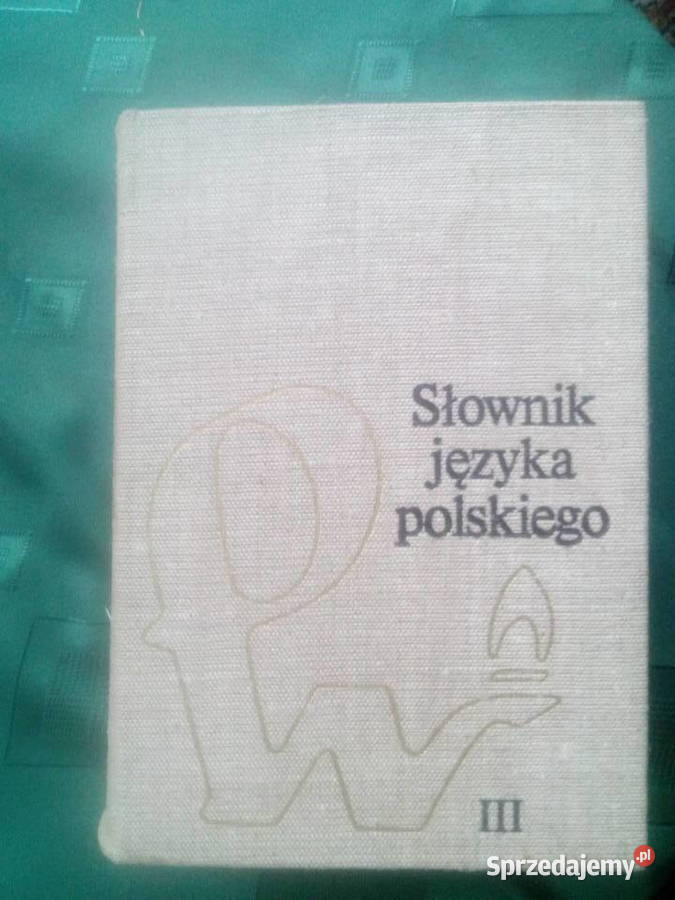 Słownik
języka
polskiego
III
Sprzedajemy.pl